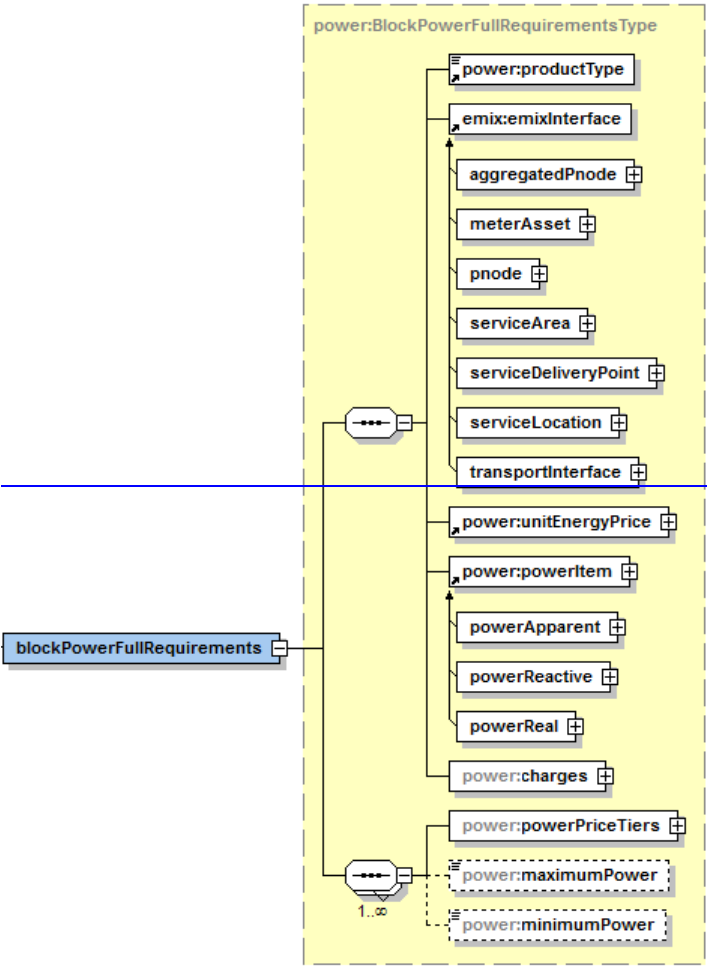 power:BlockPowerFullRequirementsType
power:productType
emix:emixInterface
aggregatedPnode
meterAsset
pnode
serviceArea
serviceDeliveryPoint
serviceLocation
transportInterface
power:unitEnergyPrice
power:powerItem
powerApparent
blockPowerFullRequirements
powerReactive
powerReal
power:charges
power:powerPriceTiers
power:maximumPower
1..∞
power:minimumPower